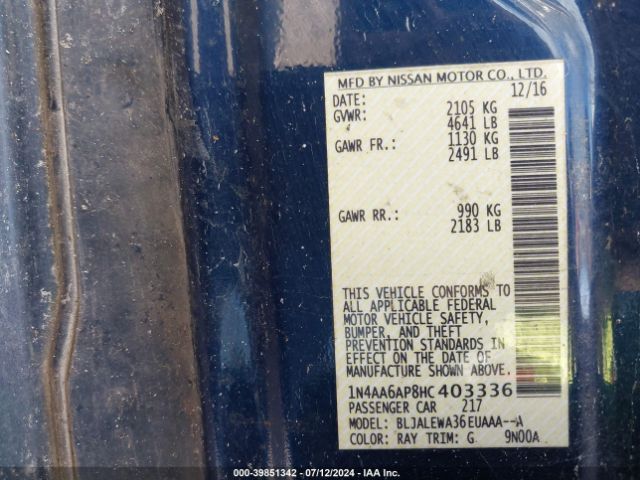 MFD BY NISSAN MOTOR CO., LTD.
DATE: 12/16
GVWR: 2105 KG
4641 LB
GAWR FR.: 1130 KG
2491 LB
GAWR RR.: 990 KG
2183 LB
THIS VEHICLE CONFORMS TO
ALL APPLICABLE FEDERAL
MOTOR VEHICLE SAFETY,
BUMPER, AND THEFT
PREVENTION STANDARDS IN
EFFECT ON THE DATE OF
MANUFACTURE SHOWN ABOVE.
1N4AA6AP8HC 403336
PASSENGER CAR 217
MODEL: BLJALEWA36EUAAA--A
COLOR: RAY TRIM: G 9N00A
000-39851342 - 07/12/2024 - IAA Inc.